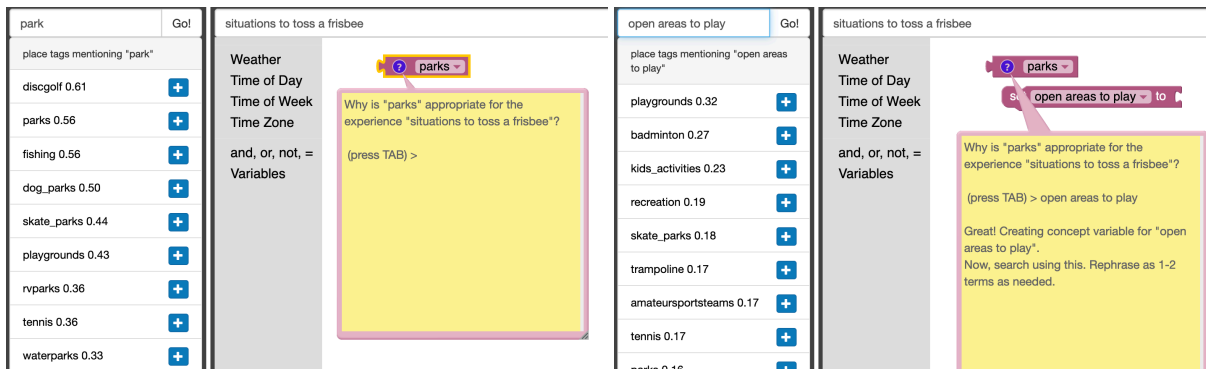 park
Go!
place tags mentioning "park"
discgolf 0.61
parks 0.56
fishing 0.56
dog_parks 0.50
skate_parks 0.44
playgrounds 0.43
rvparks 0.36
tennis 0.36
waterparks 0.33
situations to toss a frisbee
Weather
Time of Day
Time of Week
Time Zone
and, or, not, =
Variables
? parks
Why is "parks" appropriate for the
experience "situations to toss a frisbee"?
(press TAB) >
open areas to play
Go!
place tags mentioning "open areas
to play"
playgrounds 0.32
badminton 0.27
kids_activities 0.23
recreation 0.19
skate_parks 0.18
trampoline 0.17
amateursportsteams 0.17
tennis 0.17
parks 0.16
situations to toss a frisbee
Weather
Time of Day
Time of Week
Time Zone
and, or, not, =
Variables
? parks
open areas to play to
Why is "parks" appropriate for the
experience "situations to toss a frisbee"?
(press TAB) > open areas to play
Great! Creating concept variable for "open
areas to play".
Now, search using this. Rephrase as 1-2
terms as needed.